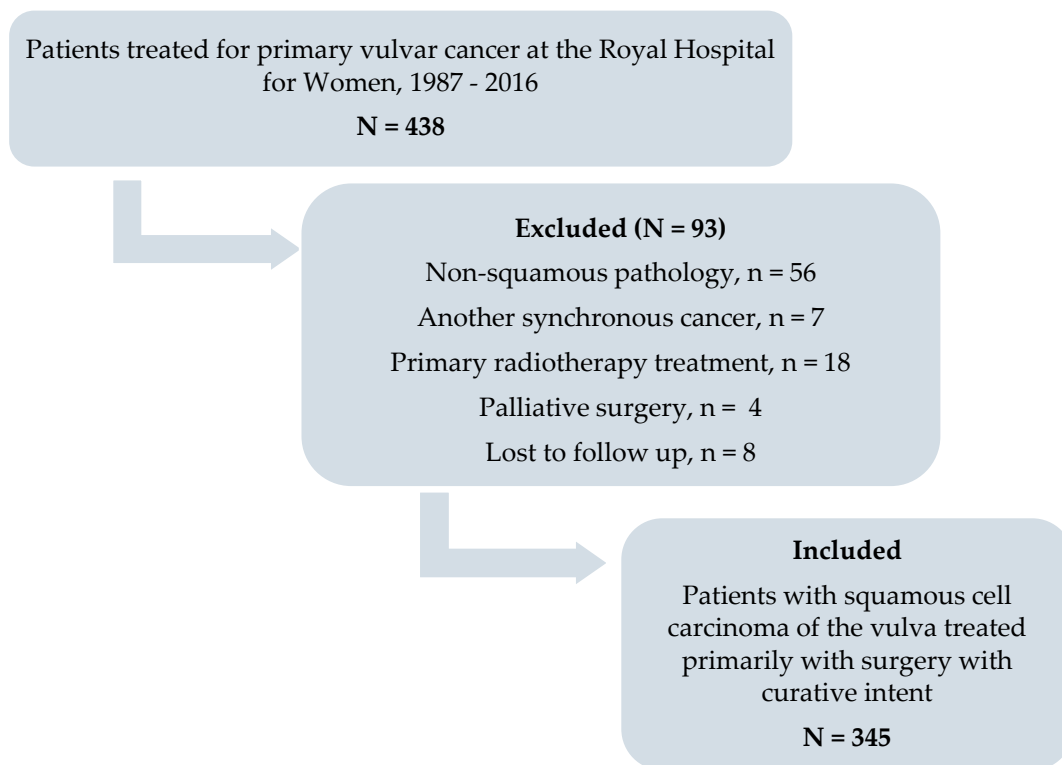 Patients treated for primary vulvar cancer at the Royal Hospital
for Women, 1987 - 2016
N = 438
Excluded (N = 93)
Non-squamous pathology, n = 56
Another synchronous cancer, n = 7
Primary radiotherapy treatment, n = 18
Palliative surgery, n =  4
Lost to follow up, n = 8
Included
Patients with squamous cell
carcinoma of the vulva treated
primarily with surgery with
curative intent
N = 345